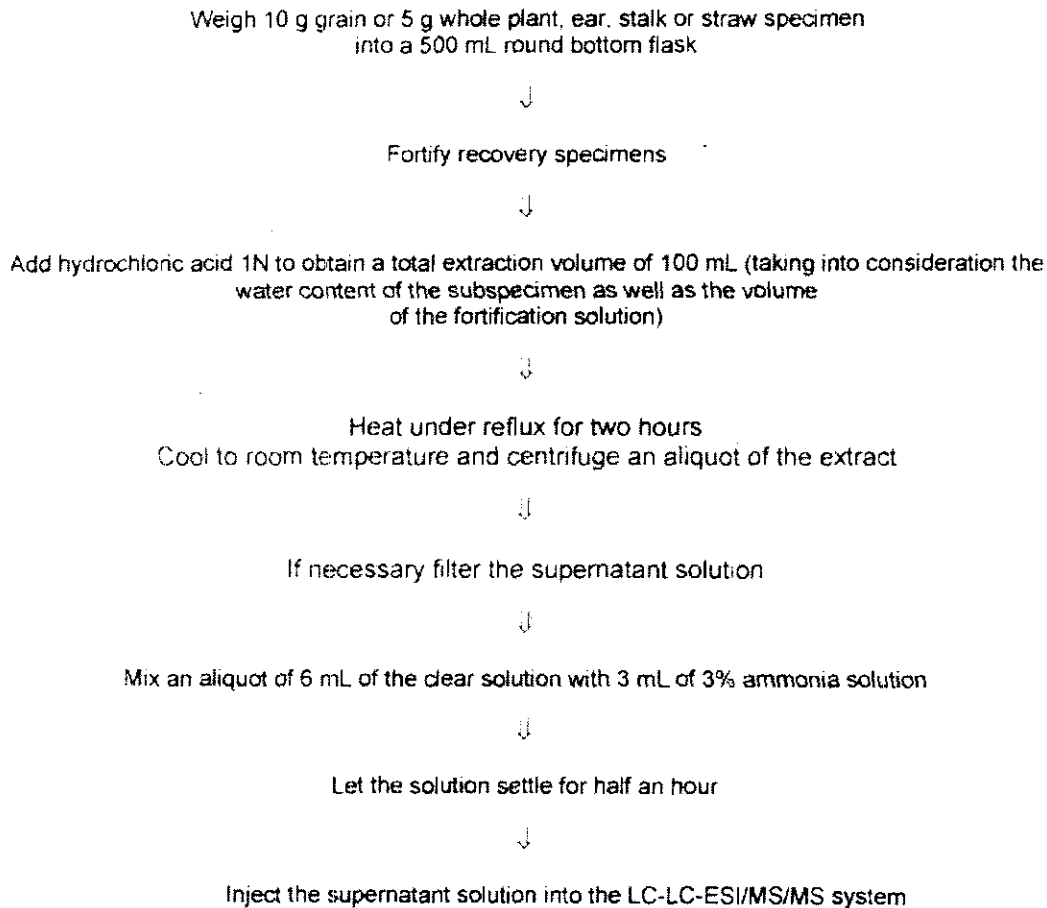 Weigh 10 g grain or 5 g whole plant, ear, stalk or straw specimen
into a 500 mL round bottom flask
⇓
Fortify recovery specimens
⇓
Add hydrochloric acid 1N to obtain a total extraction volume of 100 mL (taking into consideration the
water content of the subspecimen as well as the volume
of the fortification solution)
⇓
Heat under reflux for two hours
Cool to room temperature and centrifuge an aliquot of the extract
⇓
If necessary filter the supernatant solution
⇓
Mix an aliquot of 6 mL of the clear solution with 3 mL of 3% ammonia solution
⇓
Let the solution settle for half an hour
⇓
Inject the supernatant solution into the LC-LC-ESI/MS/MS system